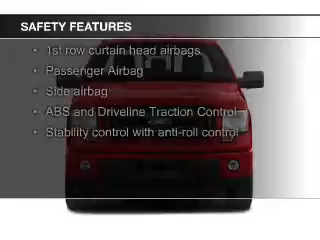 SAFETY FEATURES
• 1st row curtain head airbags
• Passenger Airbag
• Side airbag
• ABS and Driveline Traction Control
• Stability control with anti-roll control